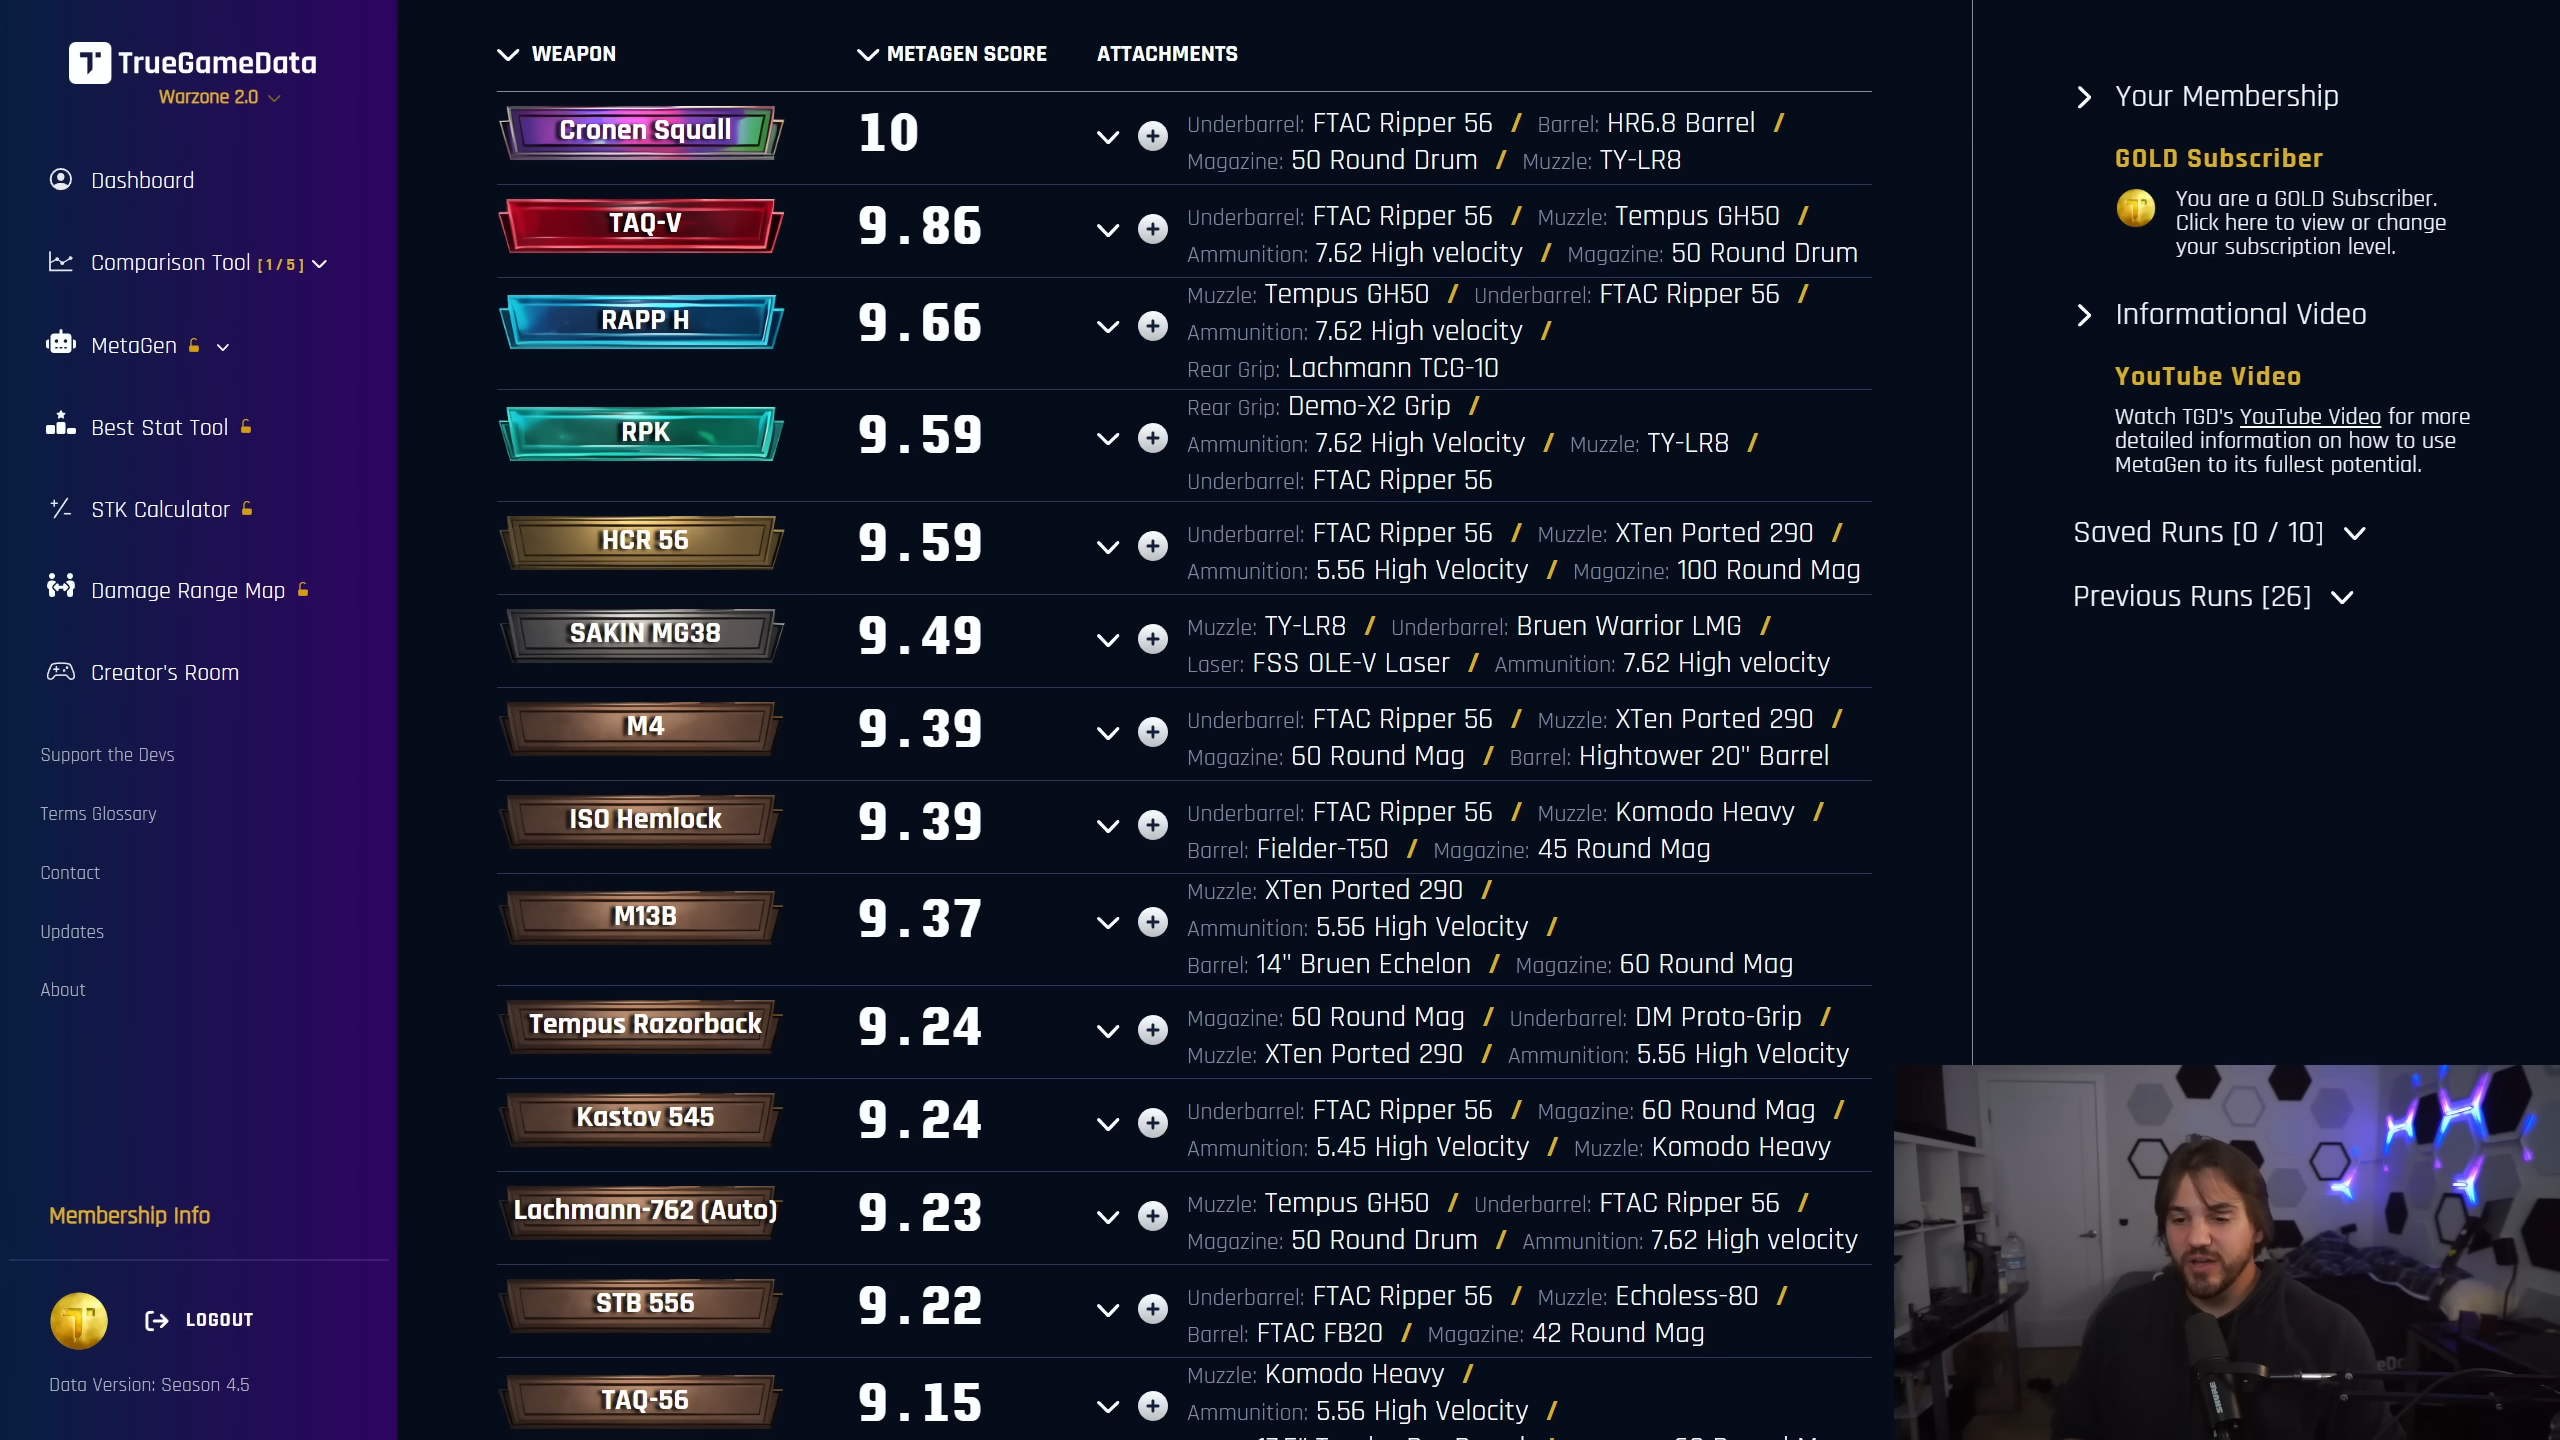 TrueGameData
Warzone 2.0
Dashboard
Comparison Tool [1/5]
MetaGen
Best Stat Tool
STK Calculator
Damage Range Map
Creator's Room
Support the Devs
Terms Glossary
Contact
Updates
About
Membership Info
LOGOUT
Data Version: Season 4.5
WEAPON METAGEN SCORE ATTACHMENTS
Cronen Squall 10
Underbarrel: FTAC Ripper 56 / Barrel: HR6.8 Barrel /
Magazine: 50 Round Drum / Muzzle: TY-LR8
TAQ-V 9.86
Underbarrel: FTAC Ripper 56 / Muzzle: Tempus GH50 /
Ammunition: 7.62 High velocity / Magazine: 50 Round Drum
RAPP H 9.66
Muzzle: Tempus GH50 / Underbarrel: FTAC Ripper 56 /
Ammunition: 7.62 High velocity /
Rear Grip: Lachmann TCG-10
RPK 9.59
Rear Grip: Demo-X2 Grip /
Ammunition: 7.62 High Velocity / Muzzle: TY-LR8 /
Underbarrel: FTAC Ripper 56
HCR 56 9.59
Underbarrel: FTAC Ripper 56 / Muzzle: XTen Ported 290 /
Ammunition: 5.56 High Velocity / Magazine: 100 Round Mag
SAKIN MG38 9.49
Muzzle: TY-LR8 / Underbarrel: Bruen Warrior LMG /
Laser: FSS OLE-V Laser / Ammunition: 7.62 High velocity
M4 9.39
Underbarrel: FTAC Ripper 56 / Muzzle: XTen Ported 290 /
Magazine: 60 Round Mag / Barrel: Hightower 20" Barrel
ISO Hemlock 9.39
Underbarrel: FTAC Ripper 56 / Muzzle: Komodo Heavy /
Barrel: Fielder-T50 / Magazine: 45 Round Mag
M13B 9.37
Muzzle: XTen Ported 290 /
Ammunition: 5.56 High Velocity /
Barrel: 14" Bruen Echelon / Magazine: 60 Round Mag
Tempus Razorback 9.24
Magazine: 60 Round Mag / Underbarrel: DM Proto-Grip /
Muzzle: XTen Ported 290 / Ammunition: 5.56 High Velocity
Kastov 545 9.24
Underbarrel: FTAC Ripper 56 / Magazine: 60 Round Mag /
Ammunition: 5.45 High Velocity / Muzzle: Komodo Heavy
Lachmann-762 (Auto) 9.23
Muzzle: Tempus GH50 / Underbarrel: FTAC Ripper 56 /
Magazine: 50 Round Drum / Ammunition: 7.62 High velocity
STB 556 9.22
Underbarrel: FTAC Ripper 56 / Muzzle: Echoless-80 /
Barrel: FTAC FB20 / Magazine: 42 Round Mag
TAQ-56 9.15
Muzzle: Komodo Heavy /
Ammunition: 5.56 High Velocity /
Your Membership
GOLD Subscriber
You are a GOLD Subscriber.
Click here to view or change
your subscription level.
Informational Video
YouTube Video
Watch TGD's YouTube Video for more
detailed information on how to use
MetaGen to its fullest potential.
Saved Runs [0 / 10]
Previous Runs [26]